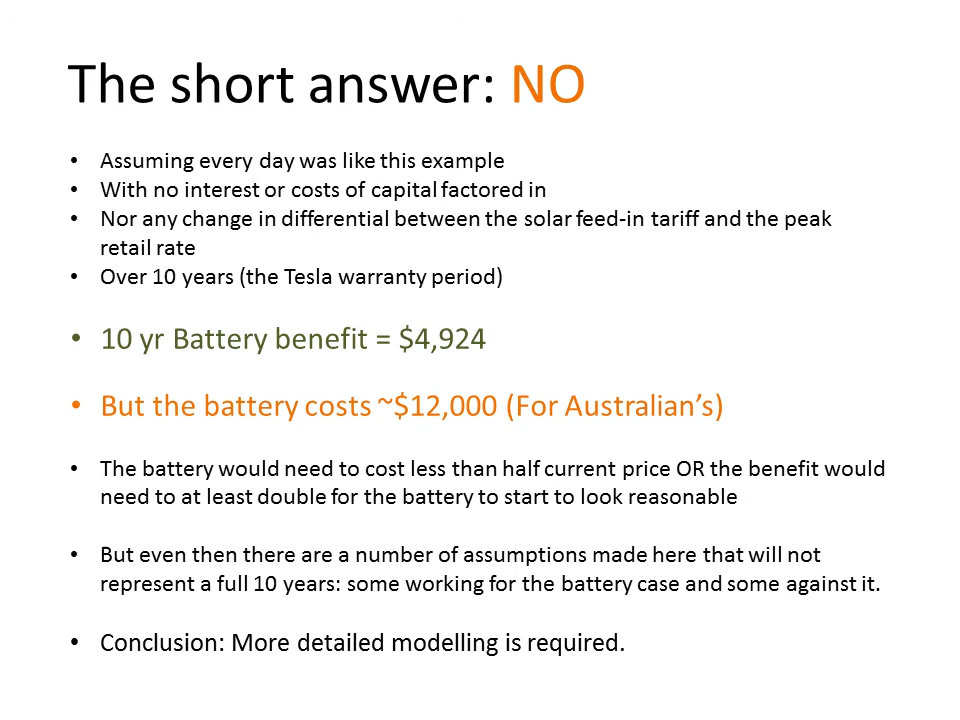 The short answer: NO
• Assuming every day was like this example
• With no interest or costs of capital factored in
• Nor any change in differential between the solar feed-in tariff and the peak
retail rate
• Over 10 years (the Tesla warranty period)
• 10 yr Battery benefit = $4,924
• But the battery costs ~$12,000 (For Australian’s)
• The battery would need to cost less than half current price OR the benefit would
need to at least double for the battery to start to look reasonable
• But even then there are a number of assumptions made here that will not
represent a full 10 years: some working for the battery case and some against it.
• Conclusion: More detailed modelling is required.